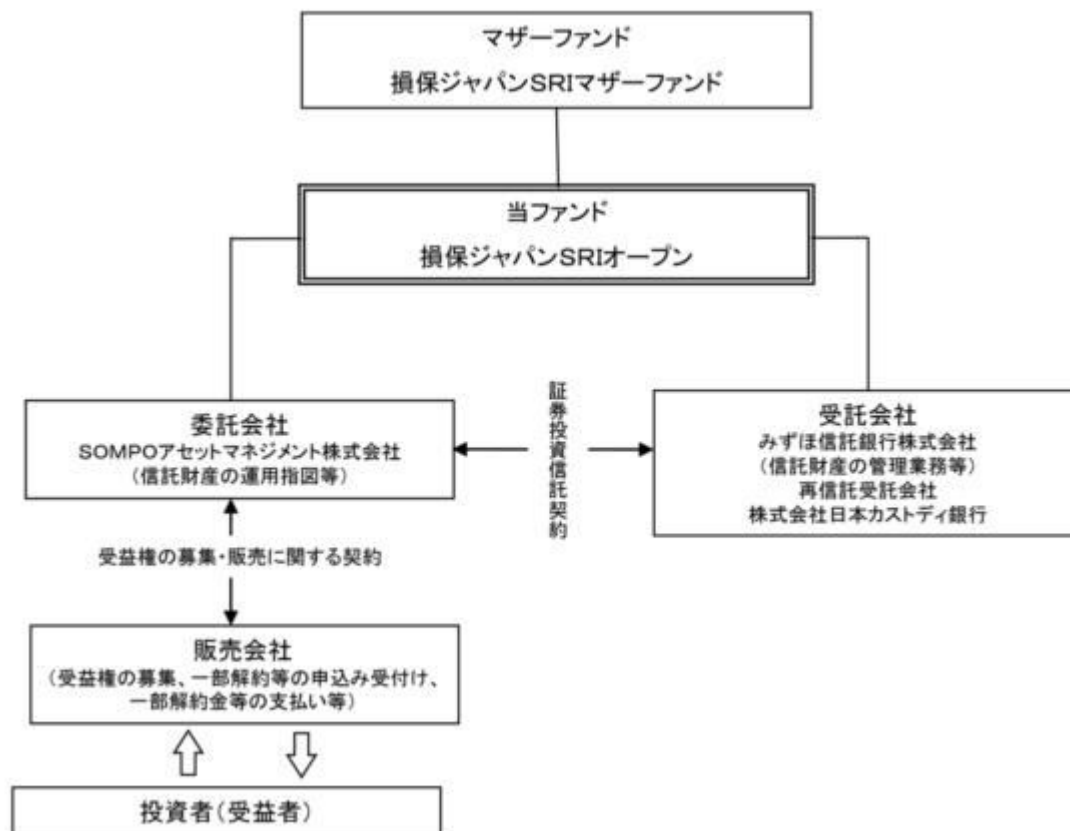 マザーファンド
損保ジャパンSRIマザーファンド
当ファンド
損保ジャパンSRIオープン
委託会社
SOMPOアセットマネジメント株式会社
(信託財産の運用指図等)
証券投資信託契約
受託会社
みずほ信託銀行株式会社
(信託財産の管理業務等)
再信託受託会社
株式会社日本カストディ銀行
受益権の募集・販売に関する契約
販売会社
(受益権の募集、一部解約等の申込み受付け、
一部解約金等の支払い等)
投資者(受益者)